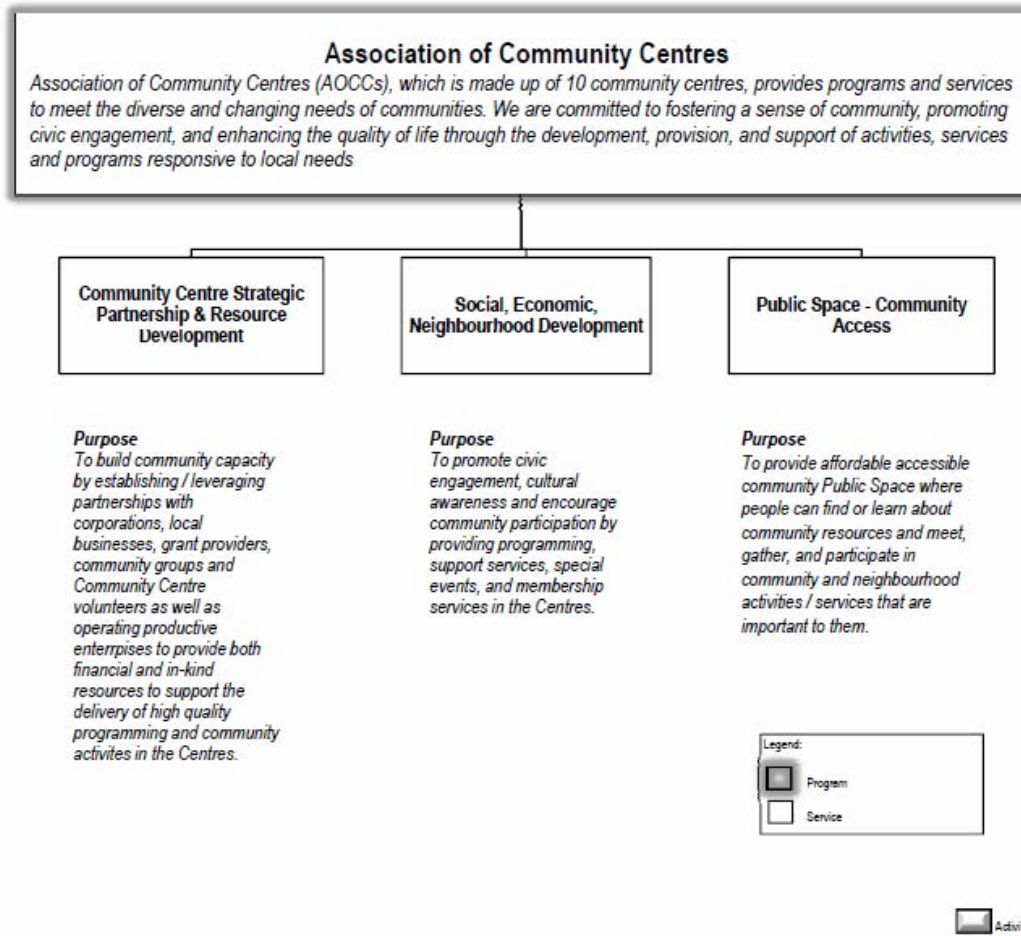 Association of Community Centres
Association of Community Centres (AOCCs), which is made up of 10 community centres, provides programs and services
to meet the diverse and changing needs of communities. We are committed to fostering a sense of community, promoting
civic engagement, and enhancing the quality of life through the development, provision, and support of activities, services
and programs responsive to local needs
Community Centre Strategic
Partnership & Resource
Development
Social, Economic,
Neighbourhood Development
Public Space - Community
Access
Purpose
To build community capacity
by establishing / leveraging
partnerships with
corporations, local
businesses, grant providers,
community groups and
Community Centre
volunteers as well as
operating productive
enterrpises to provide both
financial and in-kind
resources to support the
delivery of high quality
programming and community
activites in the Centres.
Purpose
To promote civic
engagement, cultural
awareness and encourage
community participation by
providing programming,
support services, special
events, and membership
services in the Centres.
Purpose
To provide affordable accessible
community Public Space where
people can find or learn about
community resources and meet,
gather, and participate in
community and neighbourhood
activities / services that are
important to them.
Legend:
Program
Service